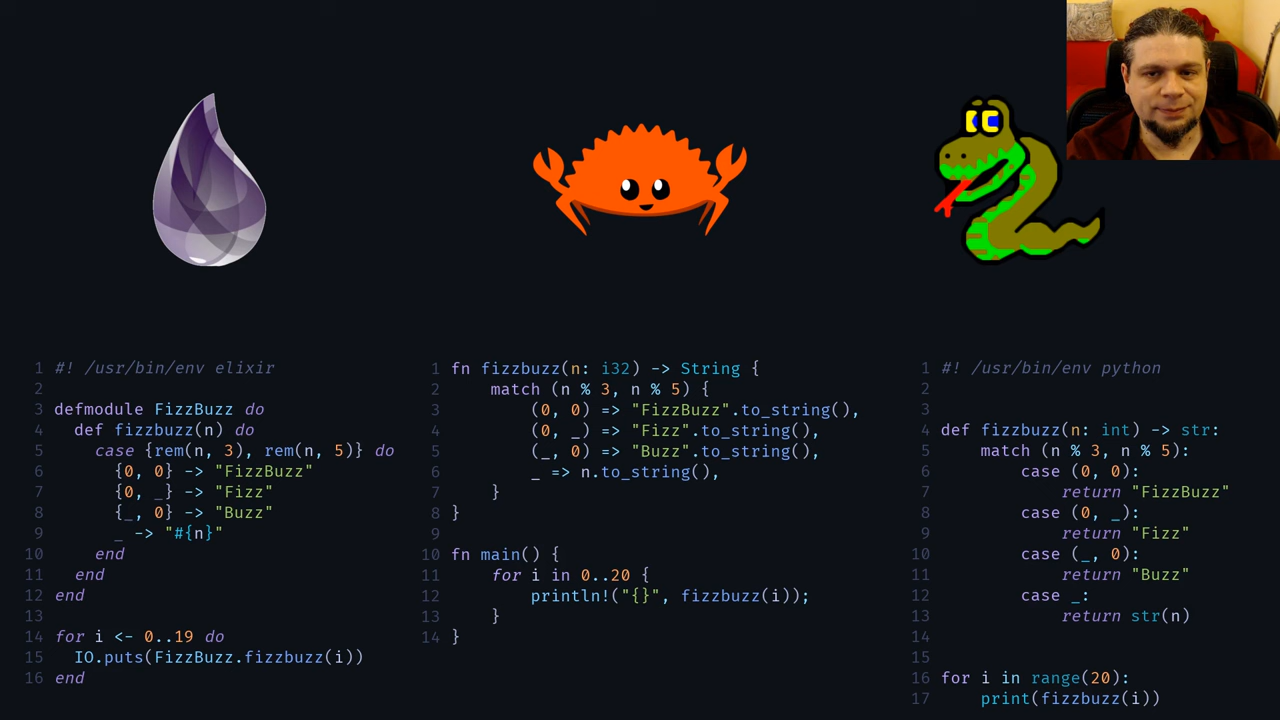 1 #! /usr/bin/env elixir
2
3 defmodule FizzBuzz do
4   def fizzbuzz(n) do
5     case {rem(n, 3), rem(n, 5)} do
6       {0, 0} -> "FizzBuzz"
7       {0, _} -> "Fizz"
8       {_, 0} -> "Buzz"
9       _ -> "#{n}"
10     end
11   end
12 end
13
14 for i <- 0..19 do
15   IO.puts(FizzBuzz.fizzbuzz(i))
16 end
1 fn fizzbuzz(n: i32) -> String {
2     match (n % 3, n % 5) {
3         (0, 0) => "FizzBuzz".to_string(),
4         (0, _) => "Fizz".to_string(),
5         (_, 0) => "Buzz".to_string(),
6         _ => n.to_string(),
7     }
8 }
9
10 fn main() {
11     for i in 0..20 {
12         println!("{}", fizzbuzz(i));
13     }
14 }
1 #! /usr/bin/env python
2
3
4 def fizzbuzz(n: int) -> str:
5     match (n % 3, n % 5):
6         case (0, 0):
7             return "FizzBuzz"
8         case (0, _):
9             return "Fizz"
10         case (_, 0):
11             return "Buzz"
12         case _:
13             return str(n)
14
15
16 for i in range(20):
17     print(fizzbuzz(i))